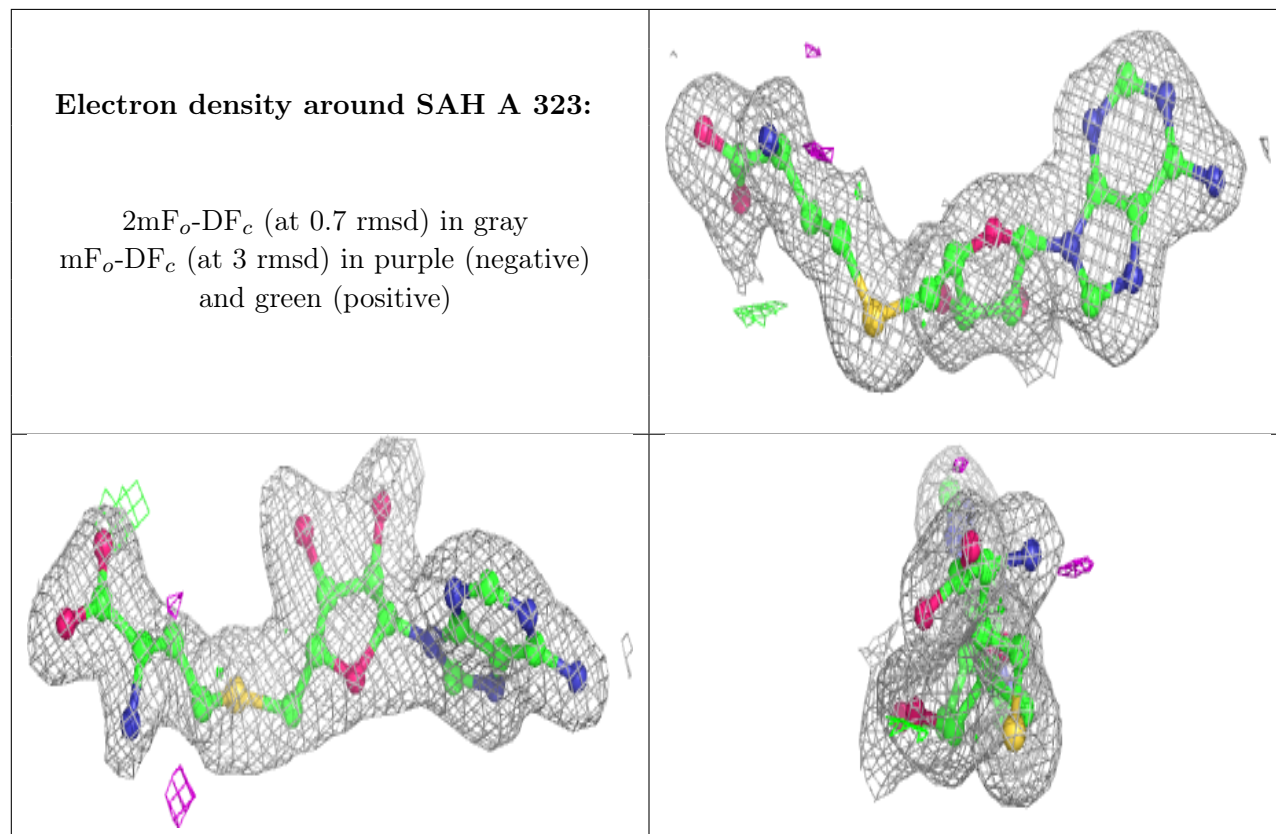 Electron density around SAH A 323:
2mFo-DFc (at 0.7 rmsd) in gray
mFo-DFc (at 3 rmsd) in purple (negative)
and green (positive)